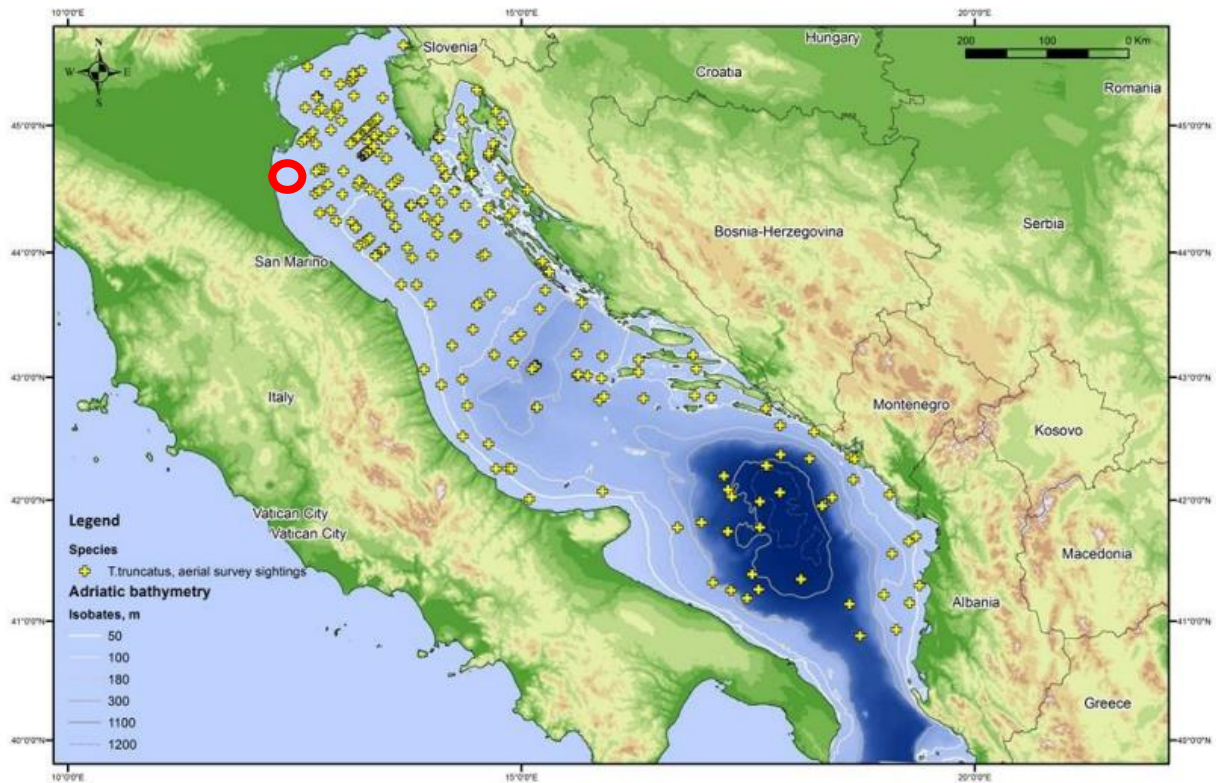 10°0'0"E 15°0'0"E 20°0'0"E
N
W E
S
Slovenia
Hungary
200 100 0 Km
Croatia
Romania
45°0'0"N 45°0'0"N
Serbia
Bosnia-Herzegovina
44°0'0"N 44°0'0"N
San Marino
43°0'0"N 43°0'0"N
Italy
Montenegro
Kosovo
42°0'0"N 42°0'0"N
Vatican City
Vatican City
Macedonia
Albania
41°0'0"N 41°0'0"N
Greece
40°0'0"N 40°0'0"N
Legend
Species
T.truncatus, aerial survey sightings
Adriatic bathymetry
Isobates, m
50
100
180
300
1100
1200
10°0'0"E 15°0'0"E 20°0'0"E